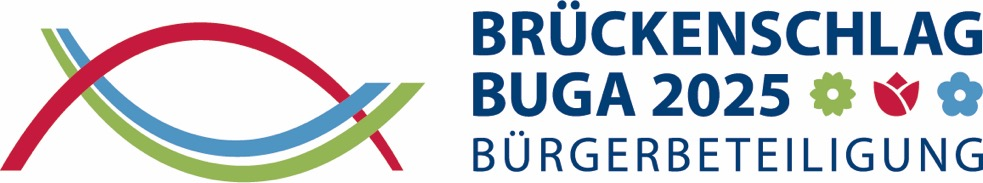 BRÜCKENSCHLAG
BUGA 2025
BÜRGERBETEILIGUNG